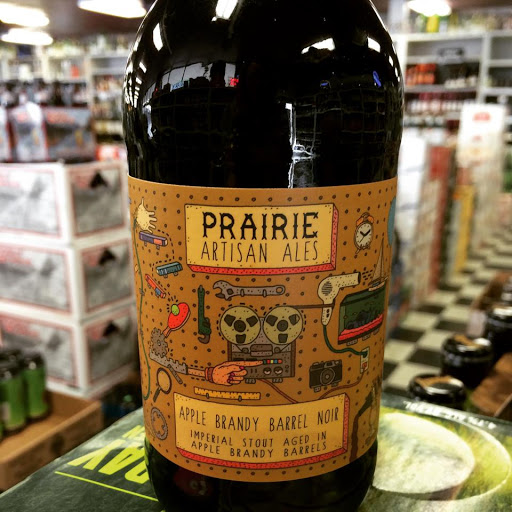 PRAIRIE
ARTISAN ALES
APPLE BRANDY BARREL NOIR
IMPERIAL STOUT AGED IN
APPLE BRANDY BARRELS